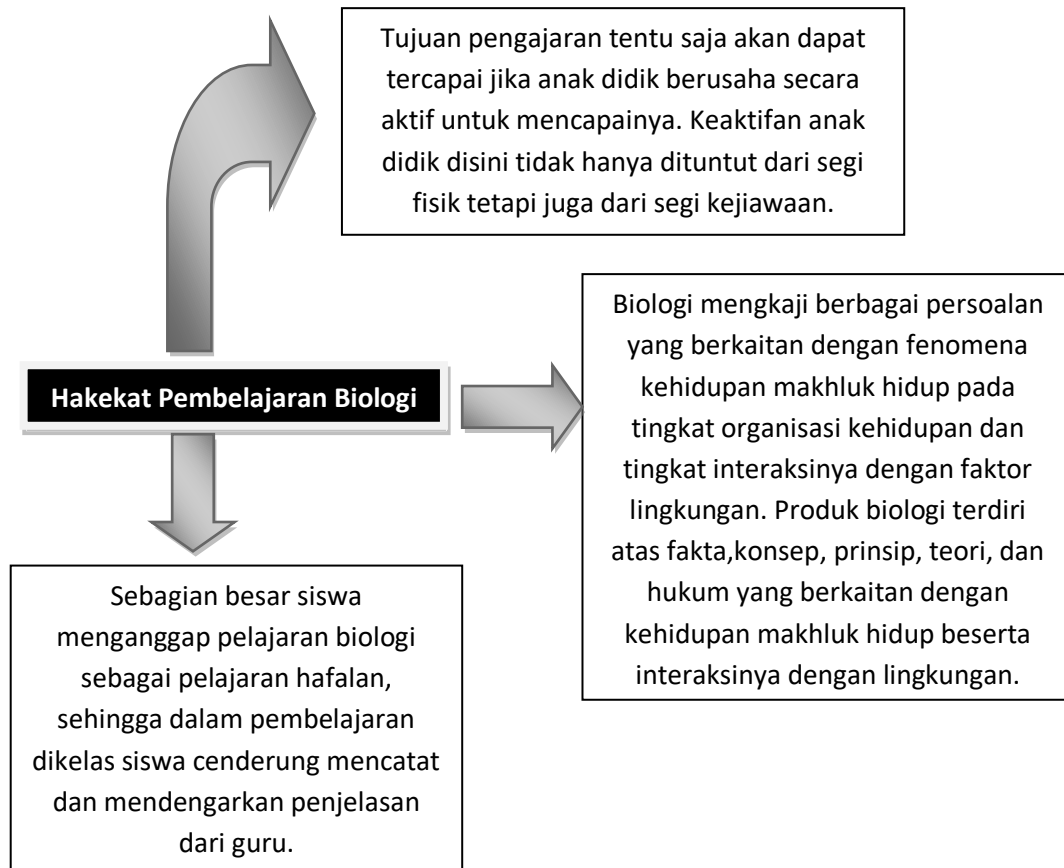 Tujuan pengajaran tentu saja akan dapat
tercapai jika anak didik berusaha secara
aktif untuk mencapainya. Keaktifan anak
didik disini tidak hanya dituntut dari segi
fisik tetapi juga dari segi kejiawaan.
Hakekat Pembelajaran Biologi
Biologi mengkaji berbagai persoalan
yang berkaitan dengan fenomena
kehidupan makhluk hidup pada
tingkat organisasi kehidupan dan
tingkat interaksinya dengan faktor
lingkungan. Produk biologi terdiri
atas fakta,konsep, prinsip, teori, dan
hukum yang berkaitan dengan
kehidupan makhluk hidup beserta
interaksinya dengan lingkungan.
Sebagian besar siswa
menganggap pelajaran biologi
sebagai pelajaran hafalan,
sehingga dalam pembelajaran
dikelas siswa cenderung mencatat
dan mendengarkan penjelasan
dari guru.